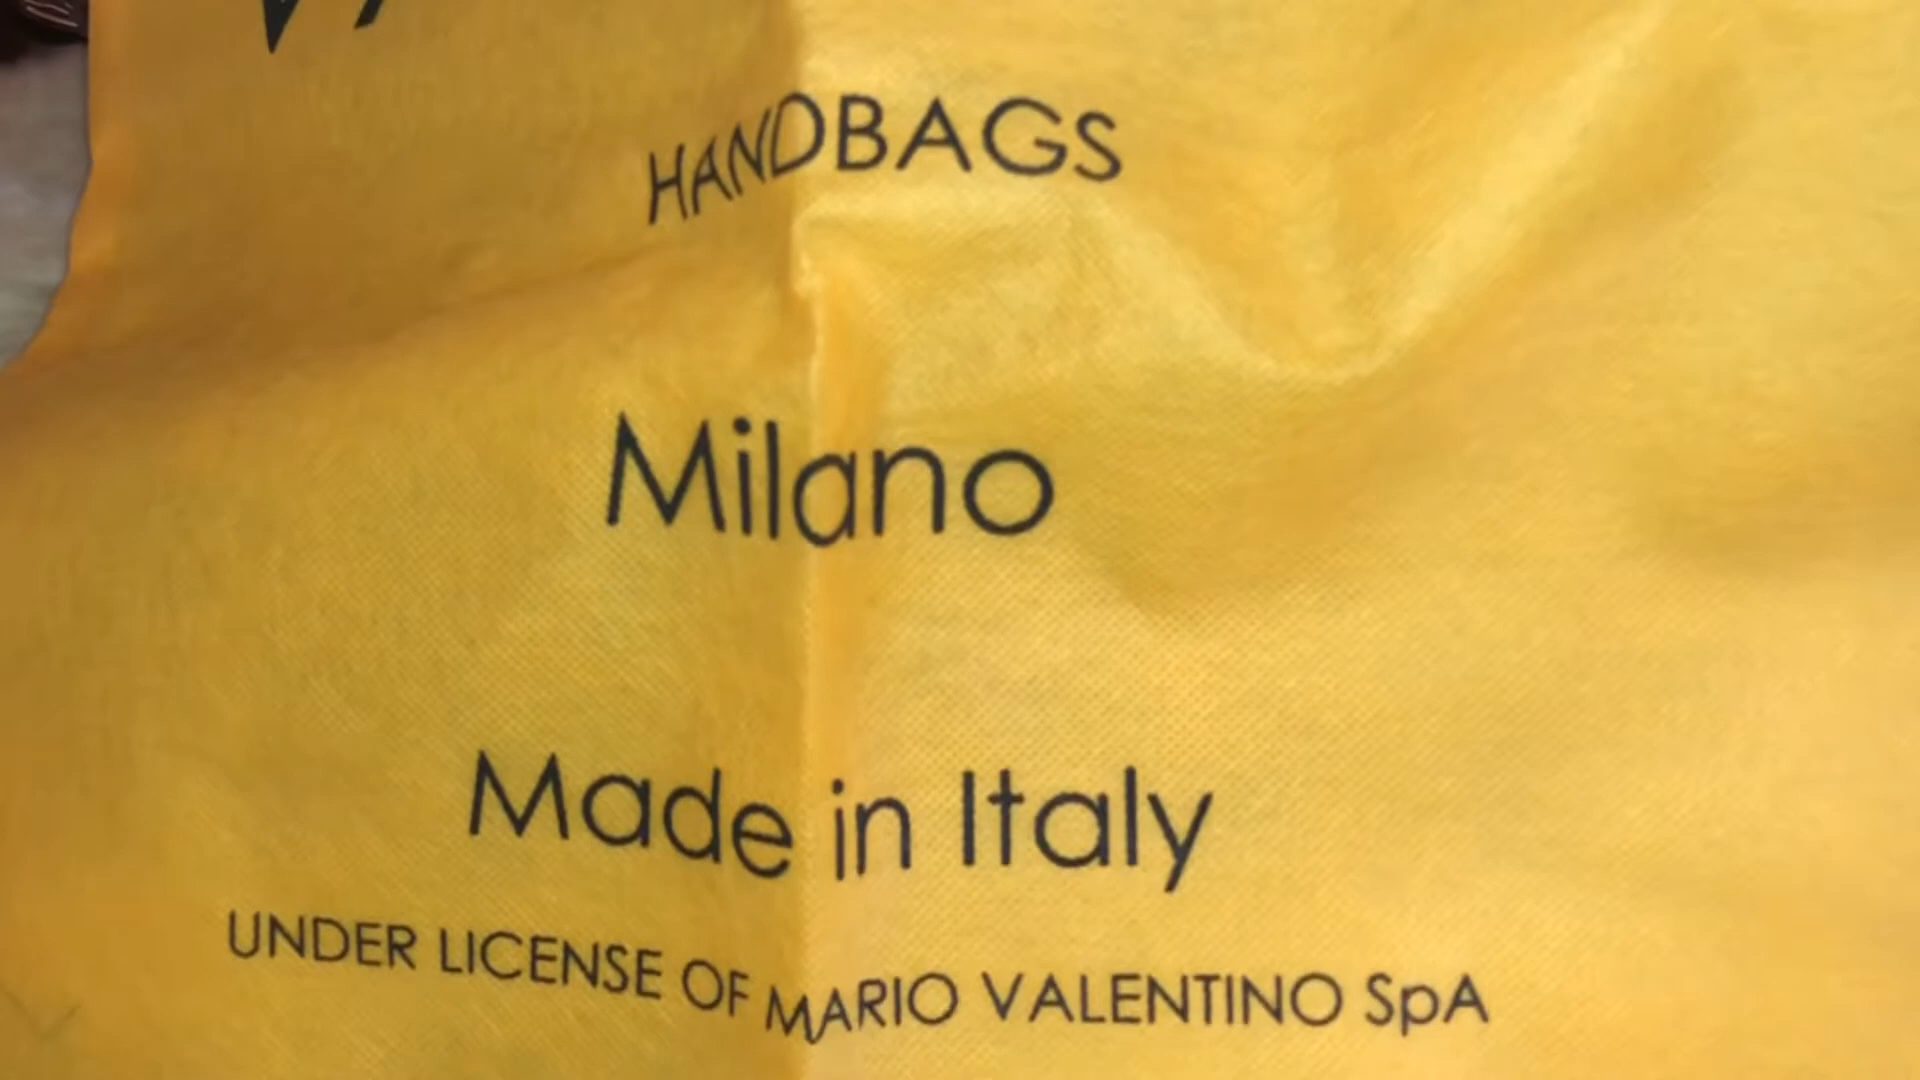 HANDBAGS
Milano
Made in Italy
UNDER LICENSE OF MARIO VALENTINO SpA